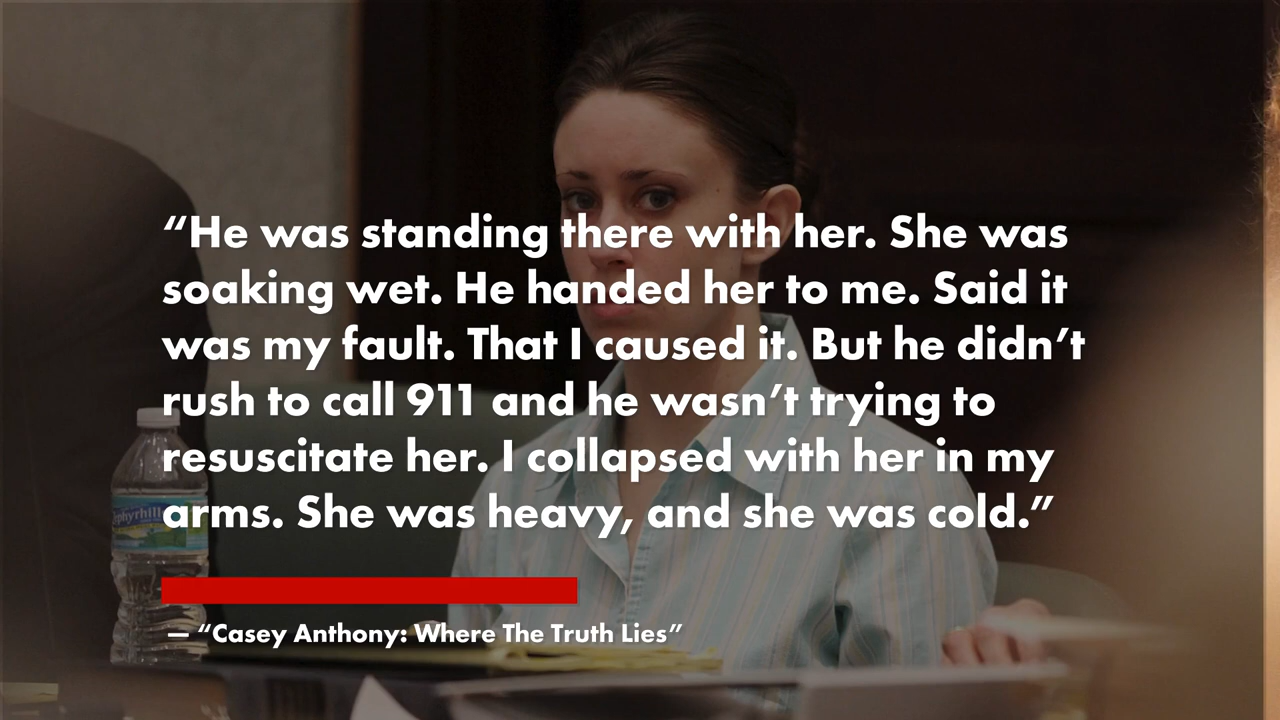 “He was standing there with her. She was
soaking wet. He handed her to me. Said it
was my fault. That I caused it. But he didn’t
rush to call 911 and he wasn’t trying to
resuscitate her. I collapsed with her in my
arms. She was heavy, and she was cold.”
— “Casey Anthony: Where The Truth Lies”